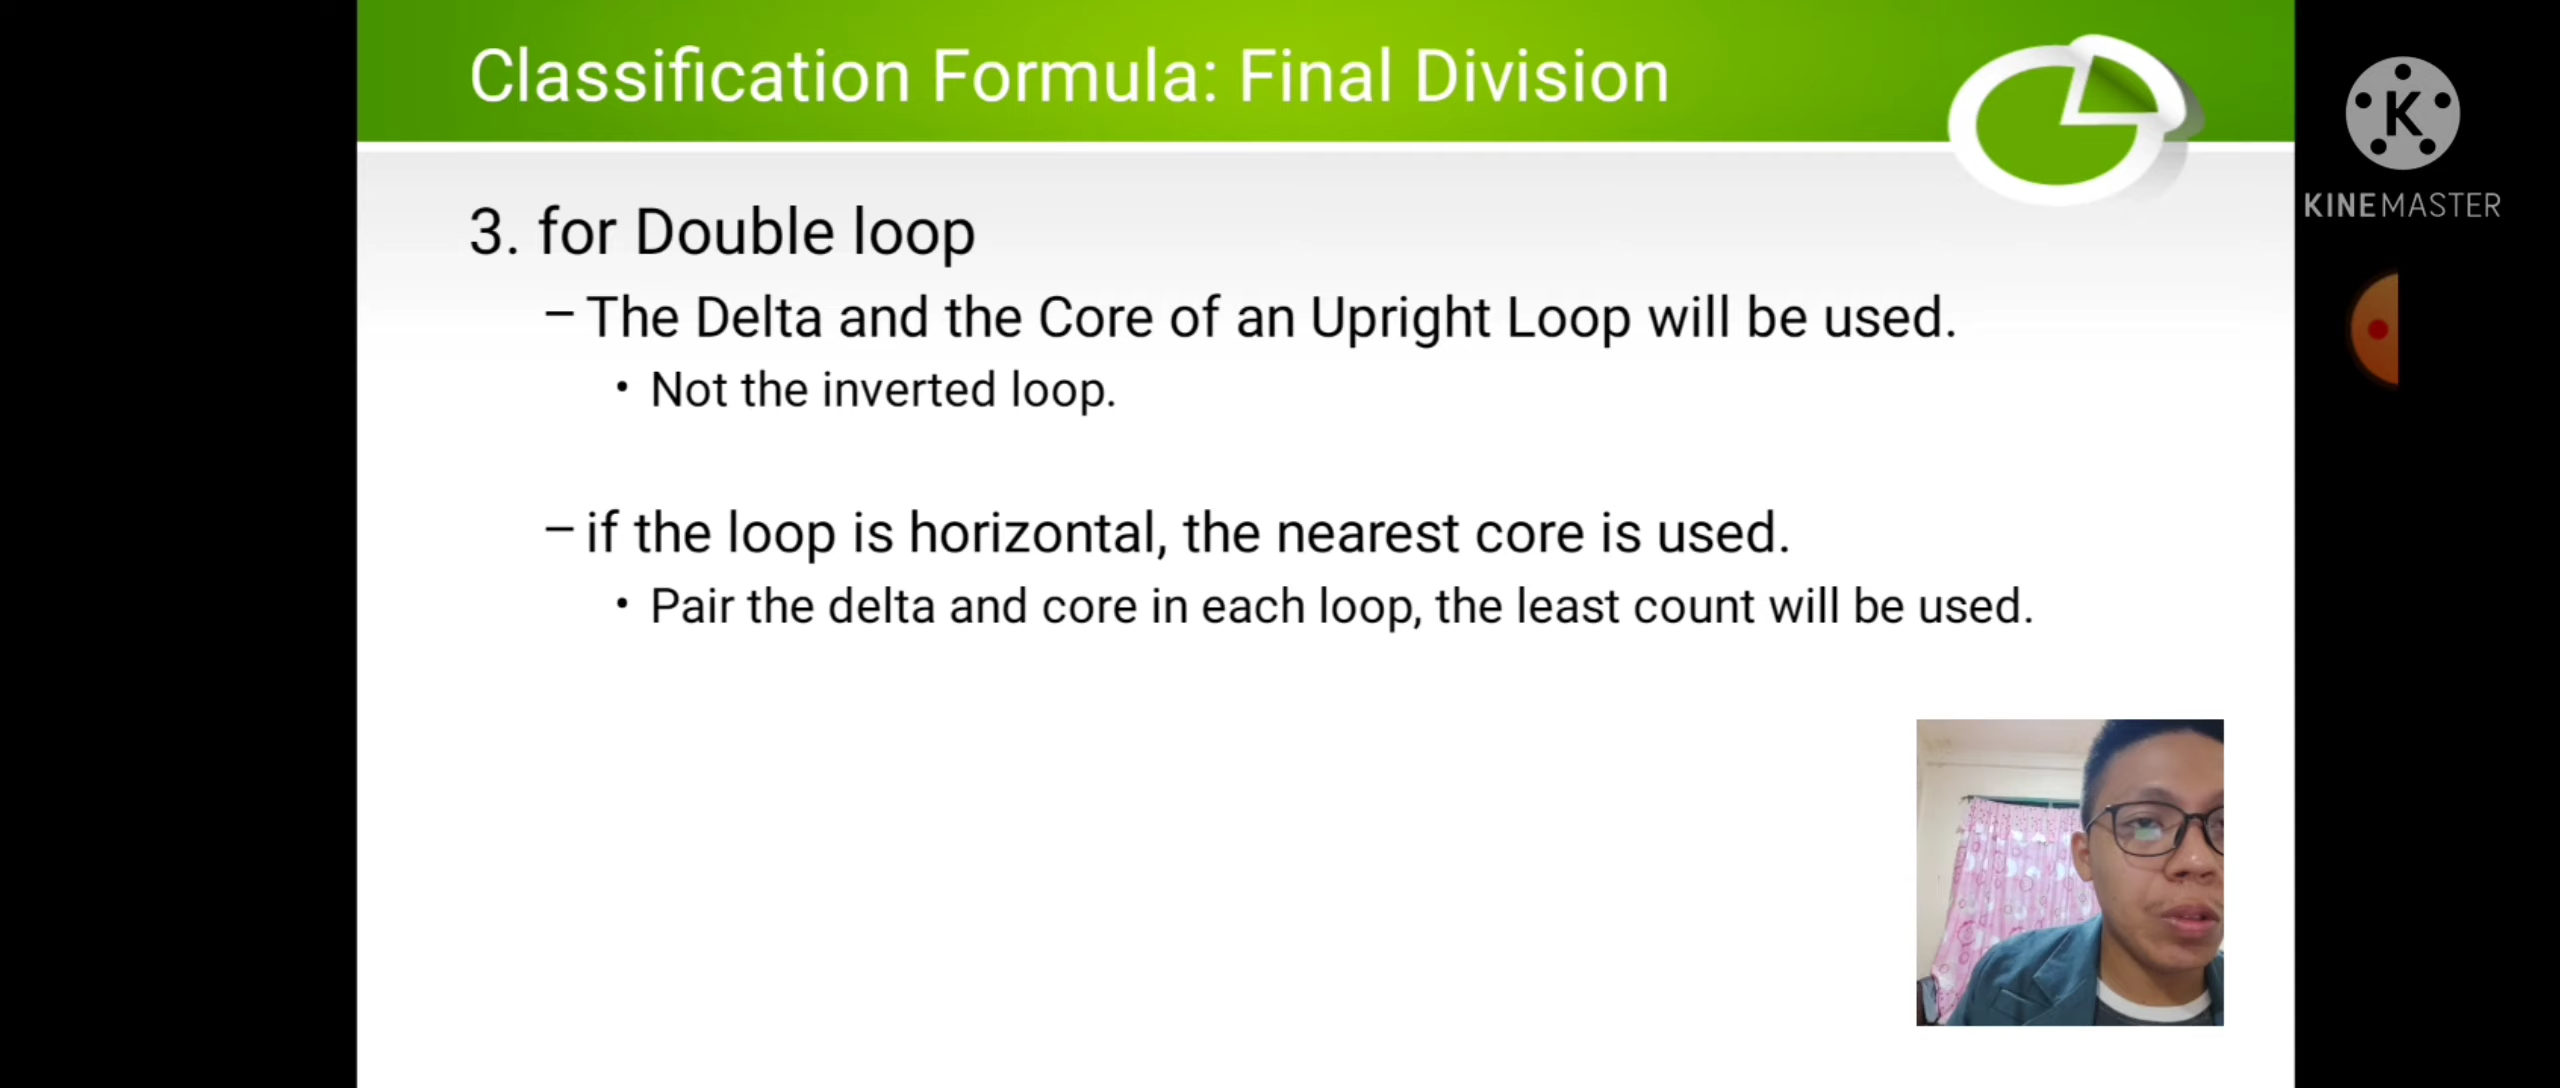 Classification Formula: Final Division
K
KINEMASTER
3. for Double loop
– The Delta and the Core of an Upright Loop will be used.
• Not the inverted loop.
– if the loop is horizontal, the nearest core is used.
• Pair the delta and core in each loop, the least count will be used.